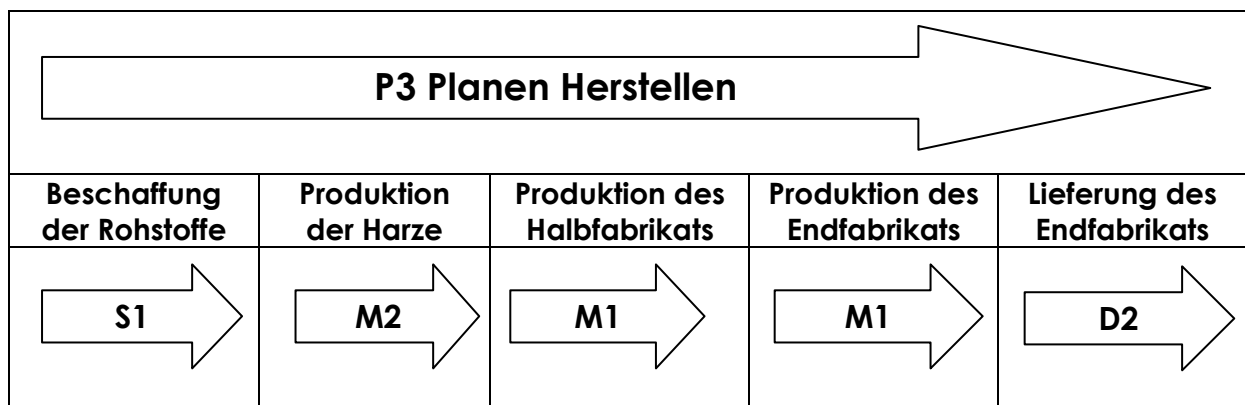 P3 Planen Herstellen
Beschaffung
der Rohstoffe
Produktion
der Harze
Produktion des
Halbfabrikats
Produktion des
Endfabrikats
Lieferung des
Endfabrikats
S1
M2
M1
M1
D2